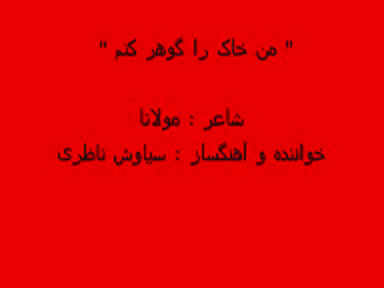 " من خاک را گوهر کنم "
شاعر : مولانا
خواننده و آهنگساز : سیاوش ناظری